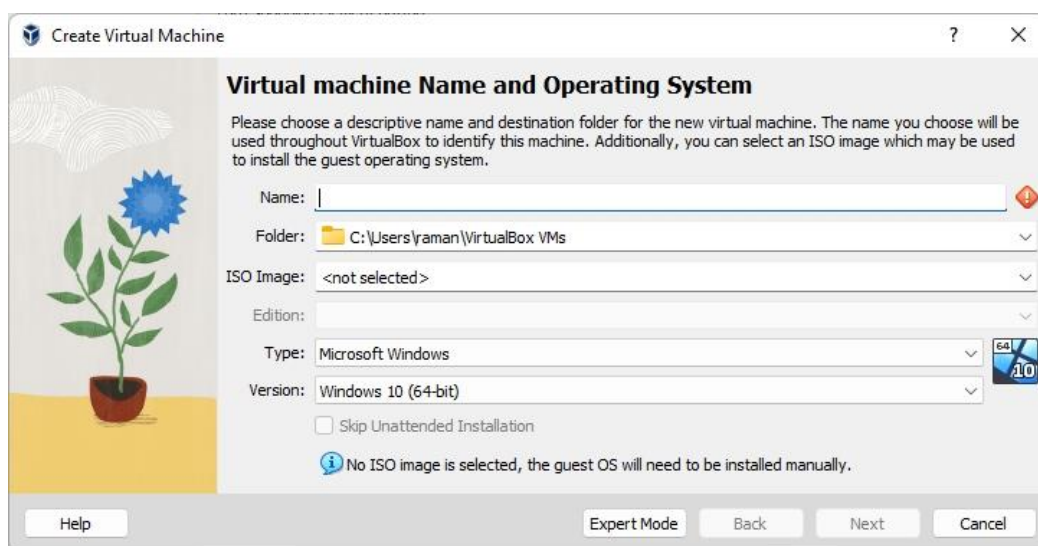 Create Virtual Machine
?
Virtual machine Name and Operating System
Please choose a descriptive name and destination folder for the new virtual machine. The name you choose will be
used throughout VirtualBox to identify this machine. Additionally, you can select an ISO image which may be used
to install the guest operating system.
Name:
Folder: C:\Users\raman\VirtualBox VMs
ISO Image: <not selected>
Edition:
Type: Microsoft Windows
64
10
Version: Windows 10 (64-bit)
Skip Unattended Installation
No ISO image is selected, the guest OS will need to be installed manually.
Help Expert Mode Back Next Cancel